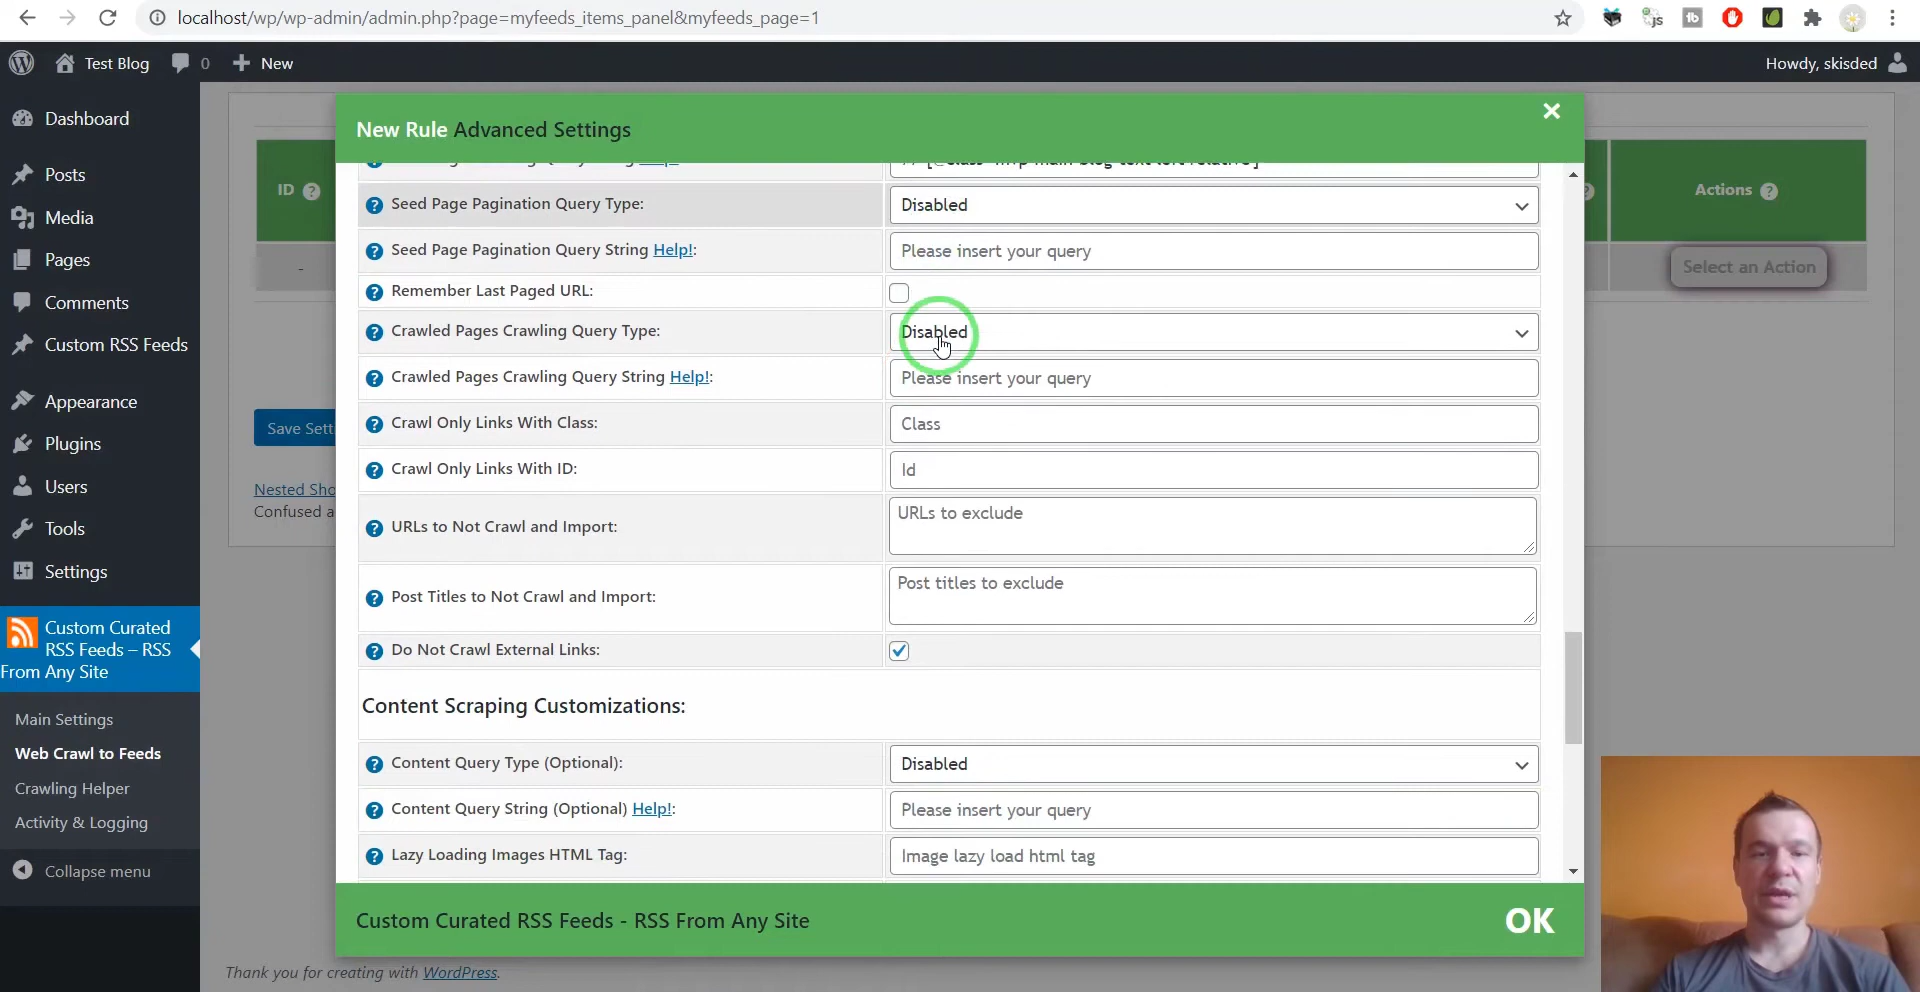 localhost/wp/wp-admin/admin.php?page=myfeeds_items_panel&myfeeds_page=1
Test Blog
0
New
Howdy, skisded
Dashboard
Posts
Media
Pages
Comments
Custom RSS Feeds
Appearance
Plugins
Users
Tools
Settings
Custom Curated
RSS Feeds – RSS
From Any Site
Main Settings
Web Crawl to Feeds
Crawling Helper
Activity & Logging
Collapse menu
ID
-
Save Sett
Nested Sho
Confused a
Actions
Select an Action
New Rule Advanced Settings
Seed Page Pagination Query Type:
Disabled
Seed Page Pagination Query String Help!:
Please insert your query
Remember Last Paged URL:
Crawled Pages Crawling Query Type:
Disabled
Crawled Pages Crawling Query String Help!:
Please insert your query
Crawl Only Links With Class:
Class
Crawl Only Links With ID:
Id
URLs to Not Crawl and Import:
URLs to exclude
Post Titles to Not Crawl and Import:
Post titles to exclude
Do Not Crawl External Links:
Content Scraping Customizations:
Content Query Type (Optional):
Disabled
Content Query String (Optional) Help!:
Please insert your query
Lazy Loading Images HTML Tag:
Image lazy load html tag
Custom Curated RSS Feeds - RSS From Any Site
OK
Thank you for creating with WordPress.